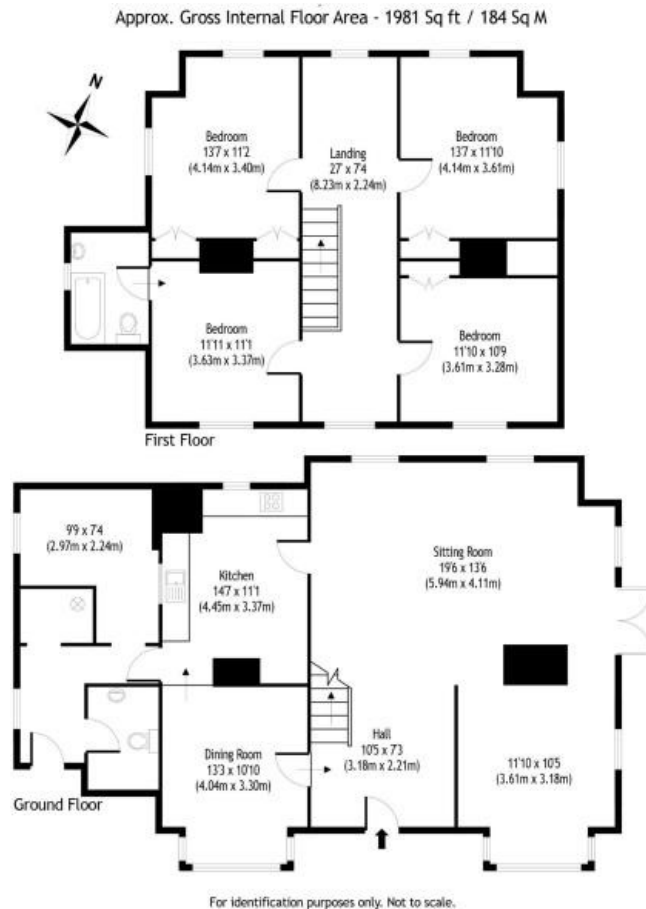 Approx. Gross Internal Floor Area - 1981 Sq ft / 184 Sq M
N
Bedroom
13'7 x 11'2
(4.14m x 3.40m)
Landing
27' x 7'4
(8.23m x 2.24m)
Bedroom
13'7 x 11'10
(4.14m x 3.61m)
Bedroom
11'11 x 11'1
(3.63m x 3.37m)
Bedroom
11'10 x 10'9
(3.61m x 3.28m)
First Floor
9'9 x 7'4
(2.97m x 2.24m)
Kitchen
14'7 x 11'1
(4.45m x 3.37m)
Sitting Room
19'6 x 13'6
(5.94m x 4.11m)
Hall
10'5 x 7'3
(3.18m x 2.21m)
Dining Room
13'3 x 10'10
(4.04m x 3.30m)
11'10 x 10'5
(3.61m x 3.18m)
Ground Floor
For identification purposes only. Not to scale.